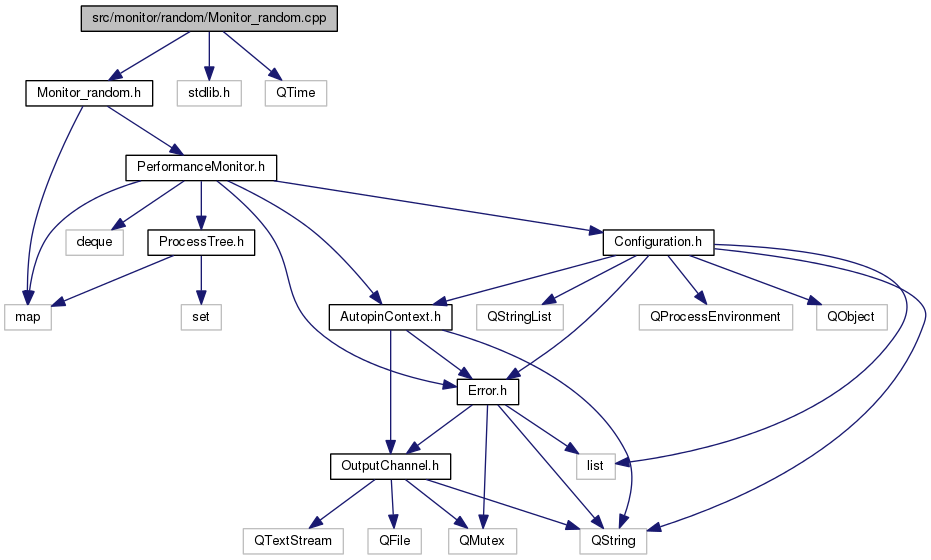 src/monitor/random/Monitor_random.cpp
Monitor_random.h
stdlib.h
QTime
PerformanceMonitor.h
deque
ProcessTree.h
Configuration.h
map
set
AutopinContext.h
QStringList
QProcessEnvironment
QObject
Error.h
OutputChannel.h
list
QTextStream
QFile
QMutex
QString